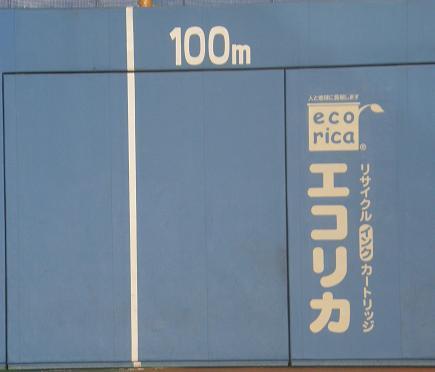 100m
人と地球に貢献します
eco
rica
®
エコリカ
リサイクルインクカートリッジ